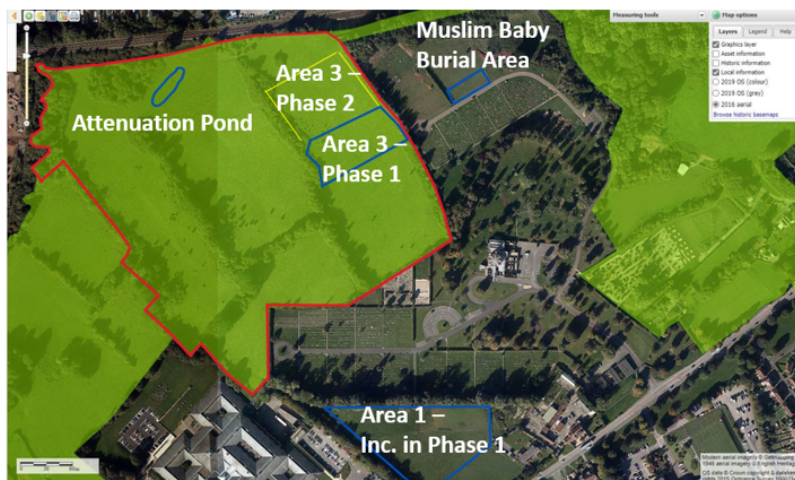 Measuring tools
Map options
Layers Legend Help
Graphics layer
Asset information
Historic information
Local information
2019 OS (colour)
2019 OS (grey)
2016 aerial
Browse historic basemaps
Muslim Baby
Burial Area
Area 3 –
Phase 2
Attenuation Pond
Area 3 –
Phase 1
Area 1 –
Inc. in Phase 1